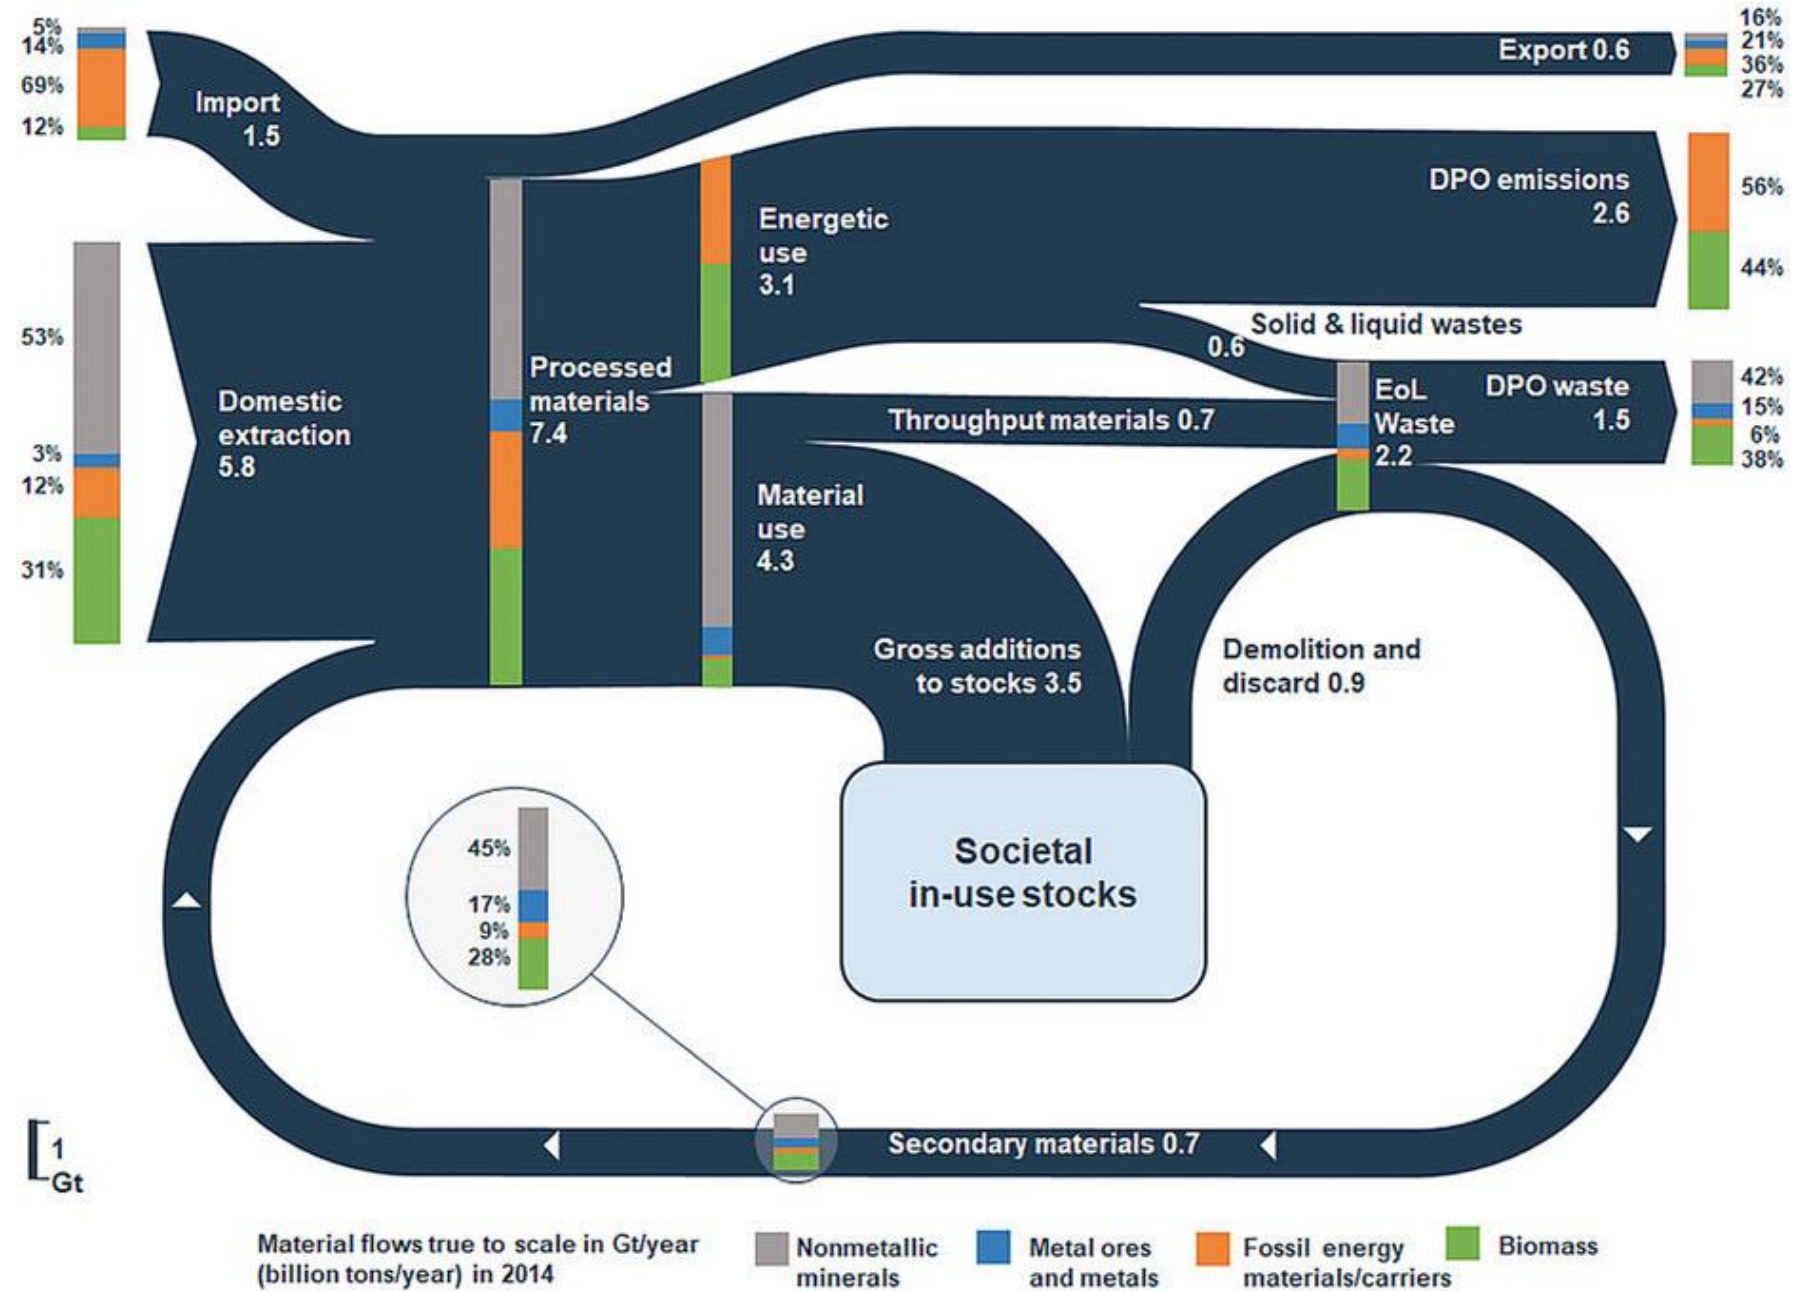 5%
14%
69%
12%
Import
1.5
Export 0.6
16%
21%
36%
27%
DPO emissions
2.6
56%
44%
Energetic
use
3.1
53%
3%
12%
31%
Domestic
extraction
5.8
Processed
materials
7.4
Solid & liquid wastes
0.6
EoL
Waste
2.2
DPO waste
1.5
42%
15%
6%
38%
Throughput materials 0.7
Material
use
4.3
Gross additions
to stocks 3.5
Demolition and
discard 0.9
Societal
in-use stocks
45%
17%
9%
28%
Secondary materials 0.7
1
Gt
Material flows true to scale in Gt/year
(billion tons/year) in 2014
Nonmetallic
minerals
Metal ores
and metals
Fossil energy
materials/carriers
Biomass